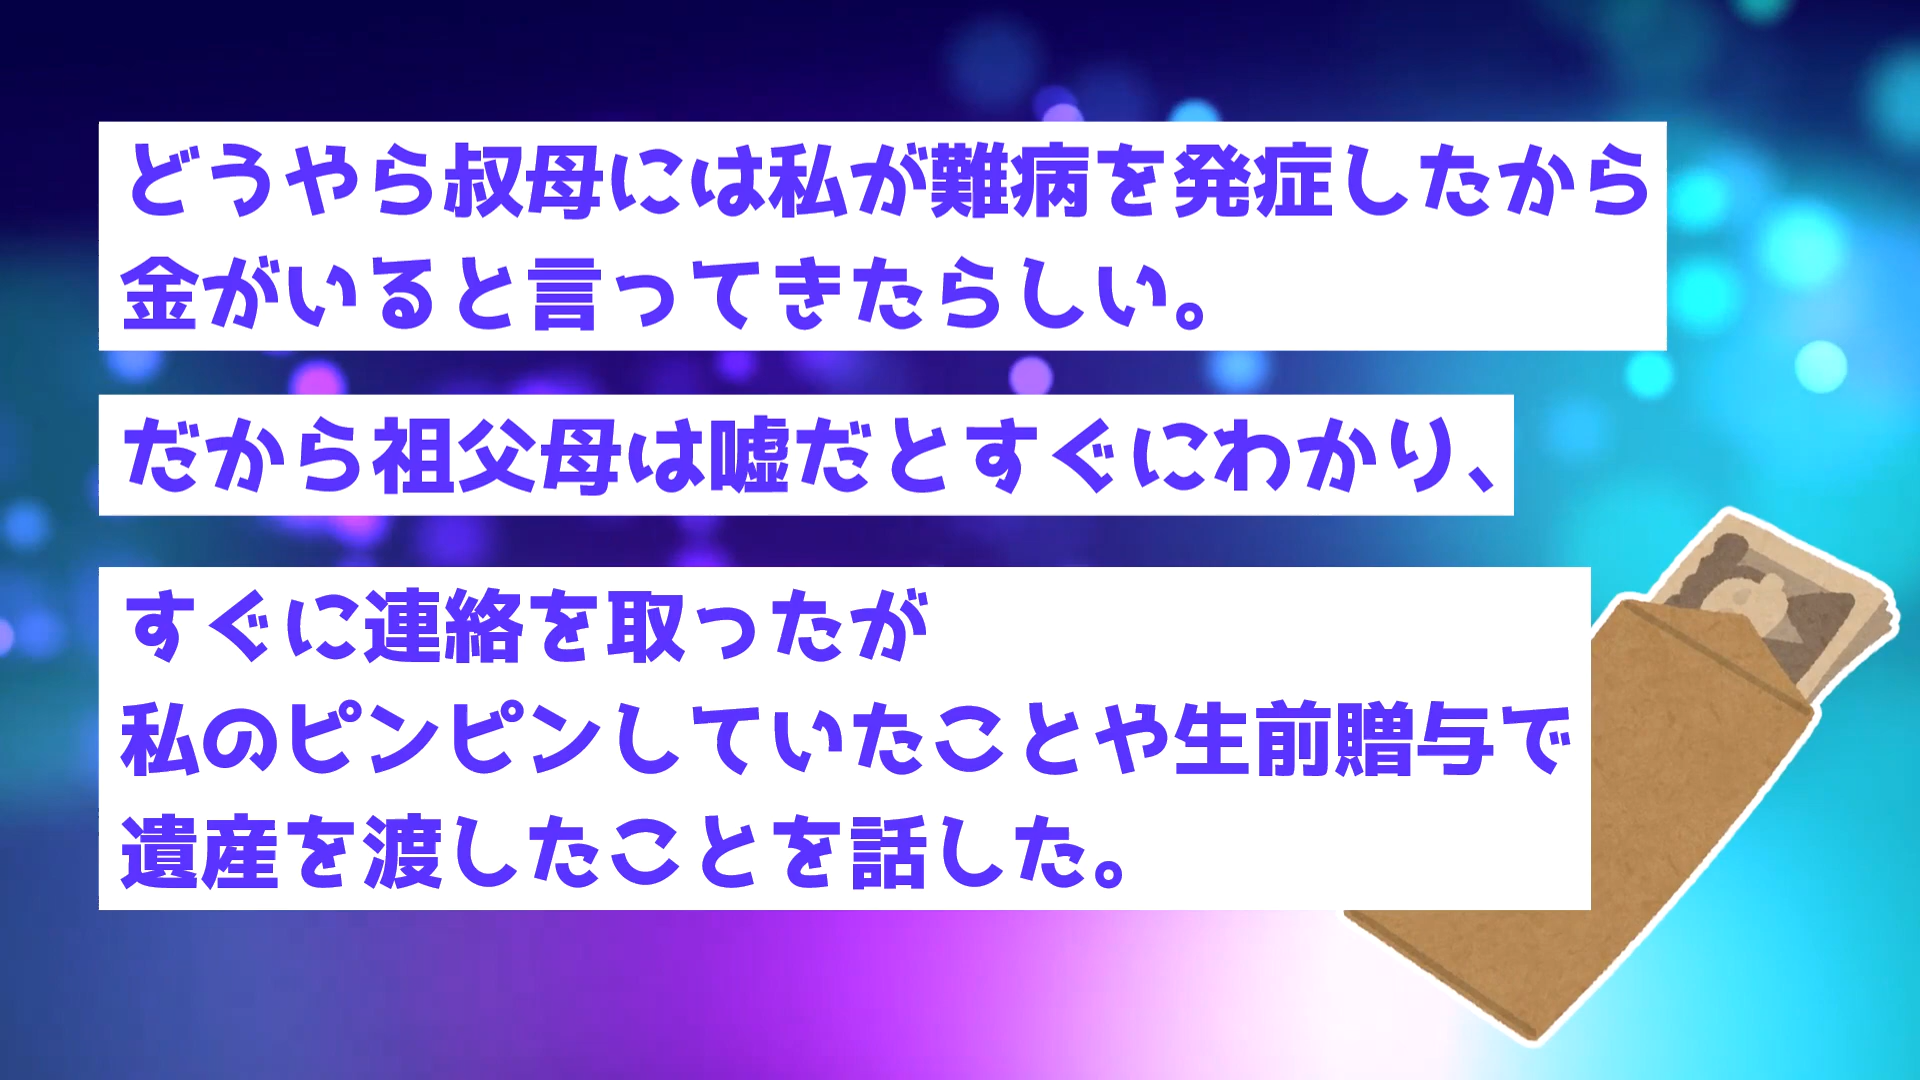 どうやら叔母には私が難病を発症したから
金がいると言ってきたらしい。
だから祖父母は嘘だとすぐにわかり、
すぐに連絡を取ったが
私のピンピンしていたことや生前贈与で
遺産を渡したことを話した。